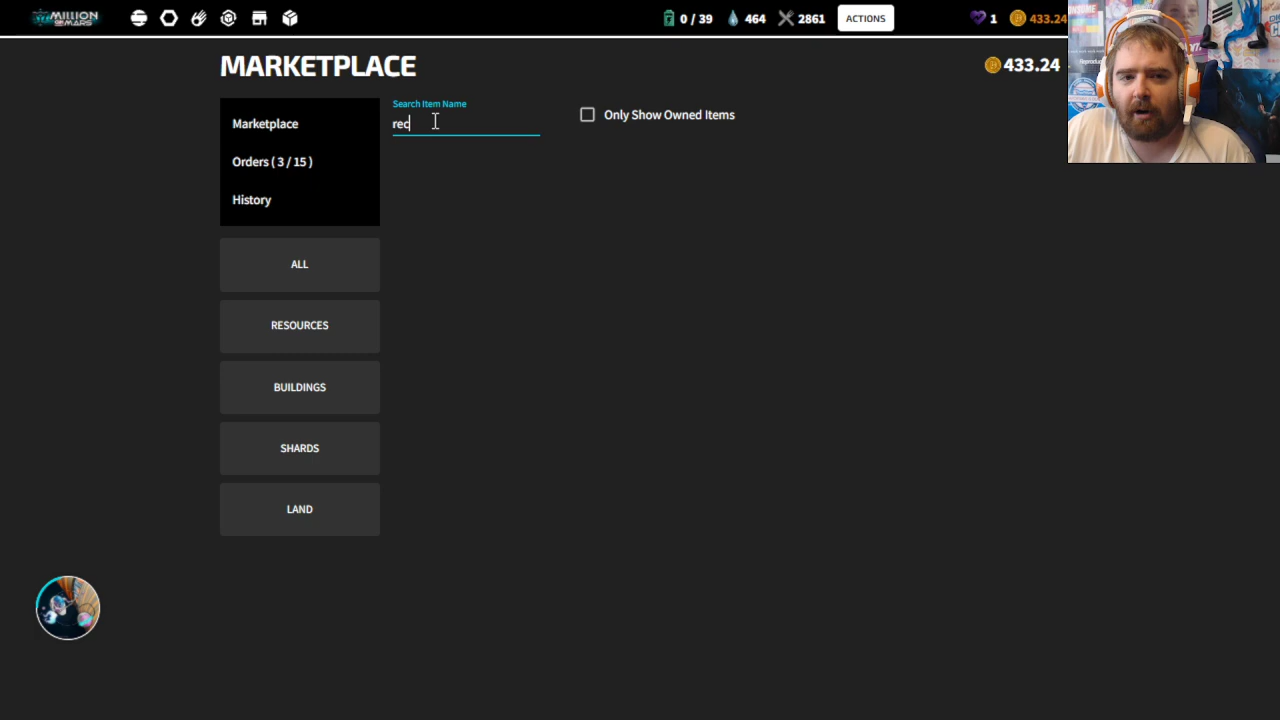 MILLION ON MARS
0 / 39
464
2861
ACTIONS
1
433.24
MARKETPLACE
433.24
Marketplace
Orders ( 3 / 15 )
History
Search Item Name
rec
Only Show Owned Items
ALL
RESOURCES
BUILDINGS
SHARDS
LAND